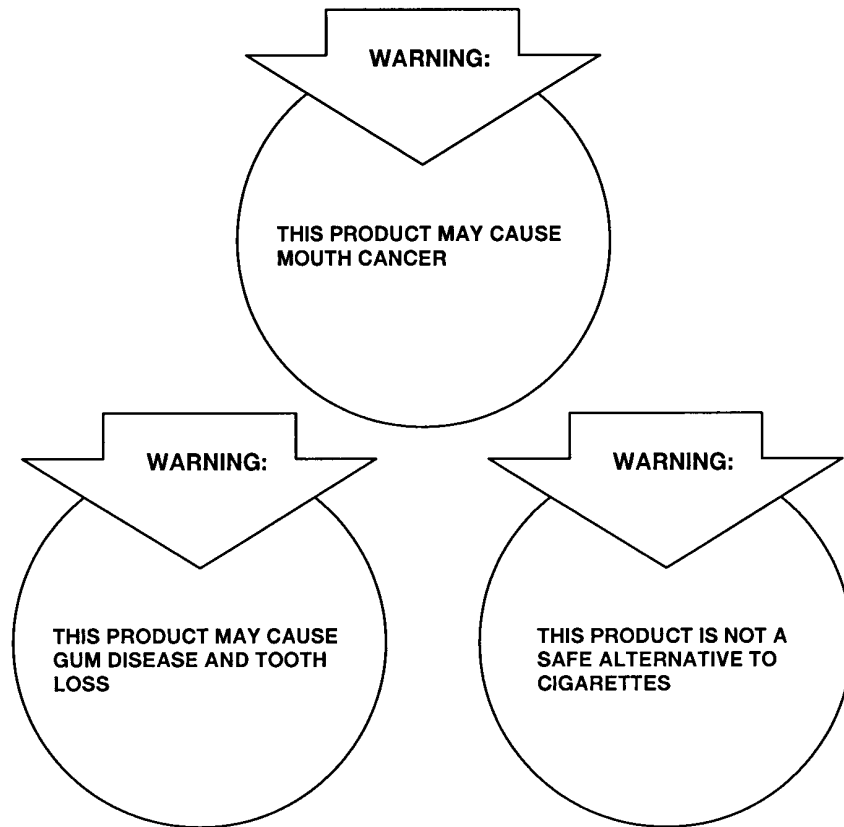 WARNING:
THIS PRODUCT MAY CAUSE
MOUTH CANCER
WARNING:
THIS PRODUCT MAY CAUSE
GUM DISEASE AND TOOTH
LOSS
WARNING:
THIS PRODUCT IS NOT A
SAFE ALTERNATIVE TO
CIGARETTES